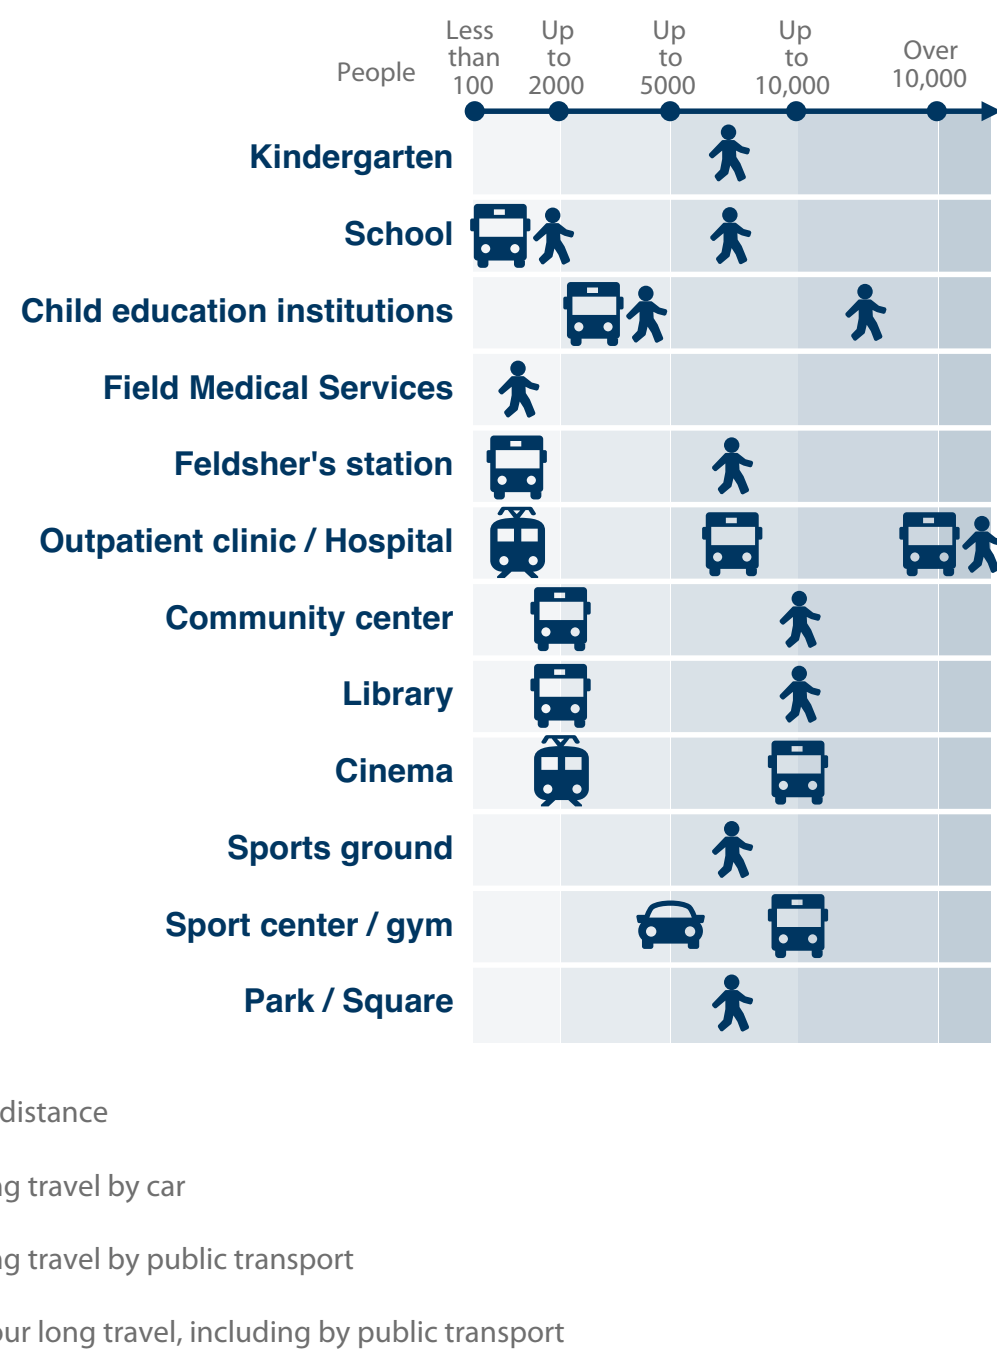 People
Less
than
100
Up
to
2000
Up
to
5000
Up
to
10,000
Over
10,000
Kindergarten
School
Child education institutions
Field Medical Services
Feldsher's station
Outpatient clinic / Hospital
Community center
Library
Cinema
Sports ground
Sport center / gym
Park / Square
distance
travel by car
travel by public transport
long travel, including by public transport